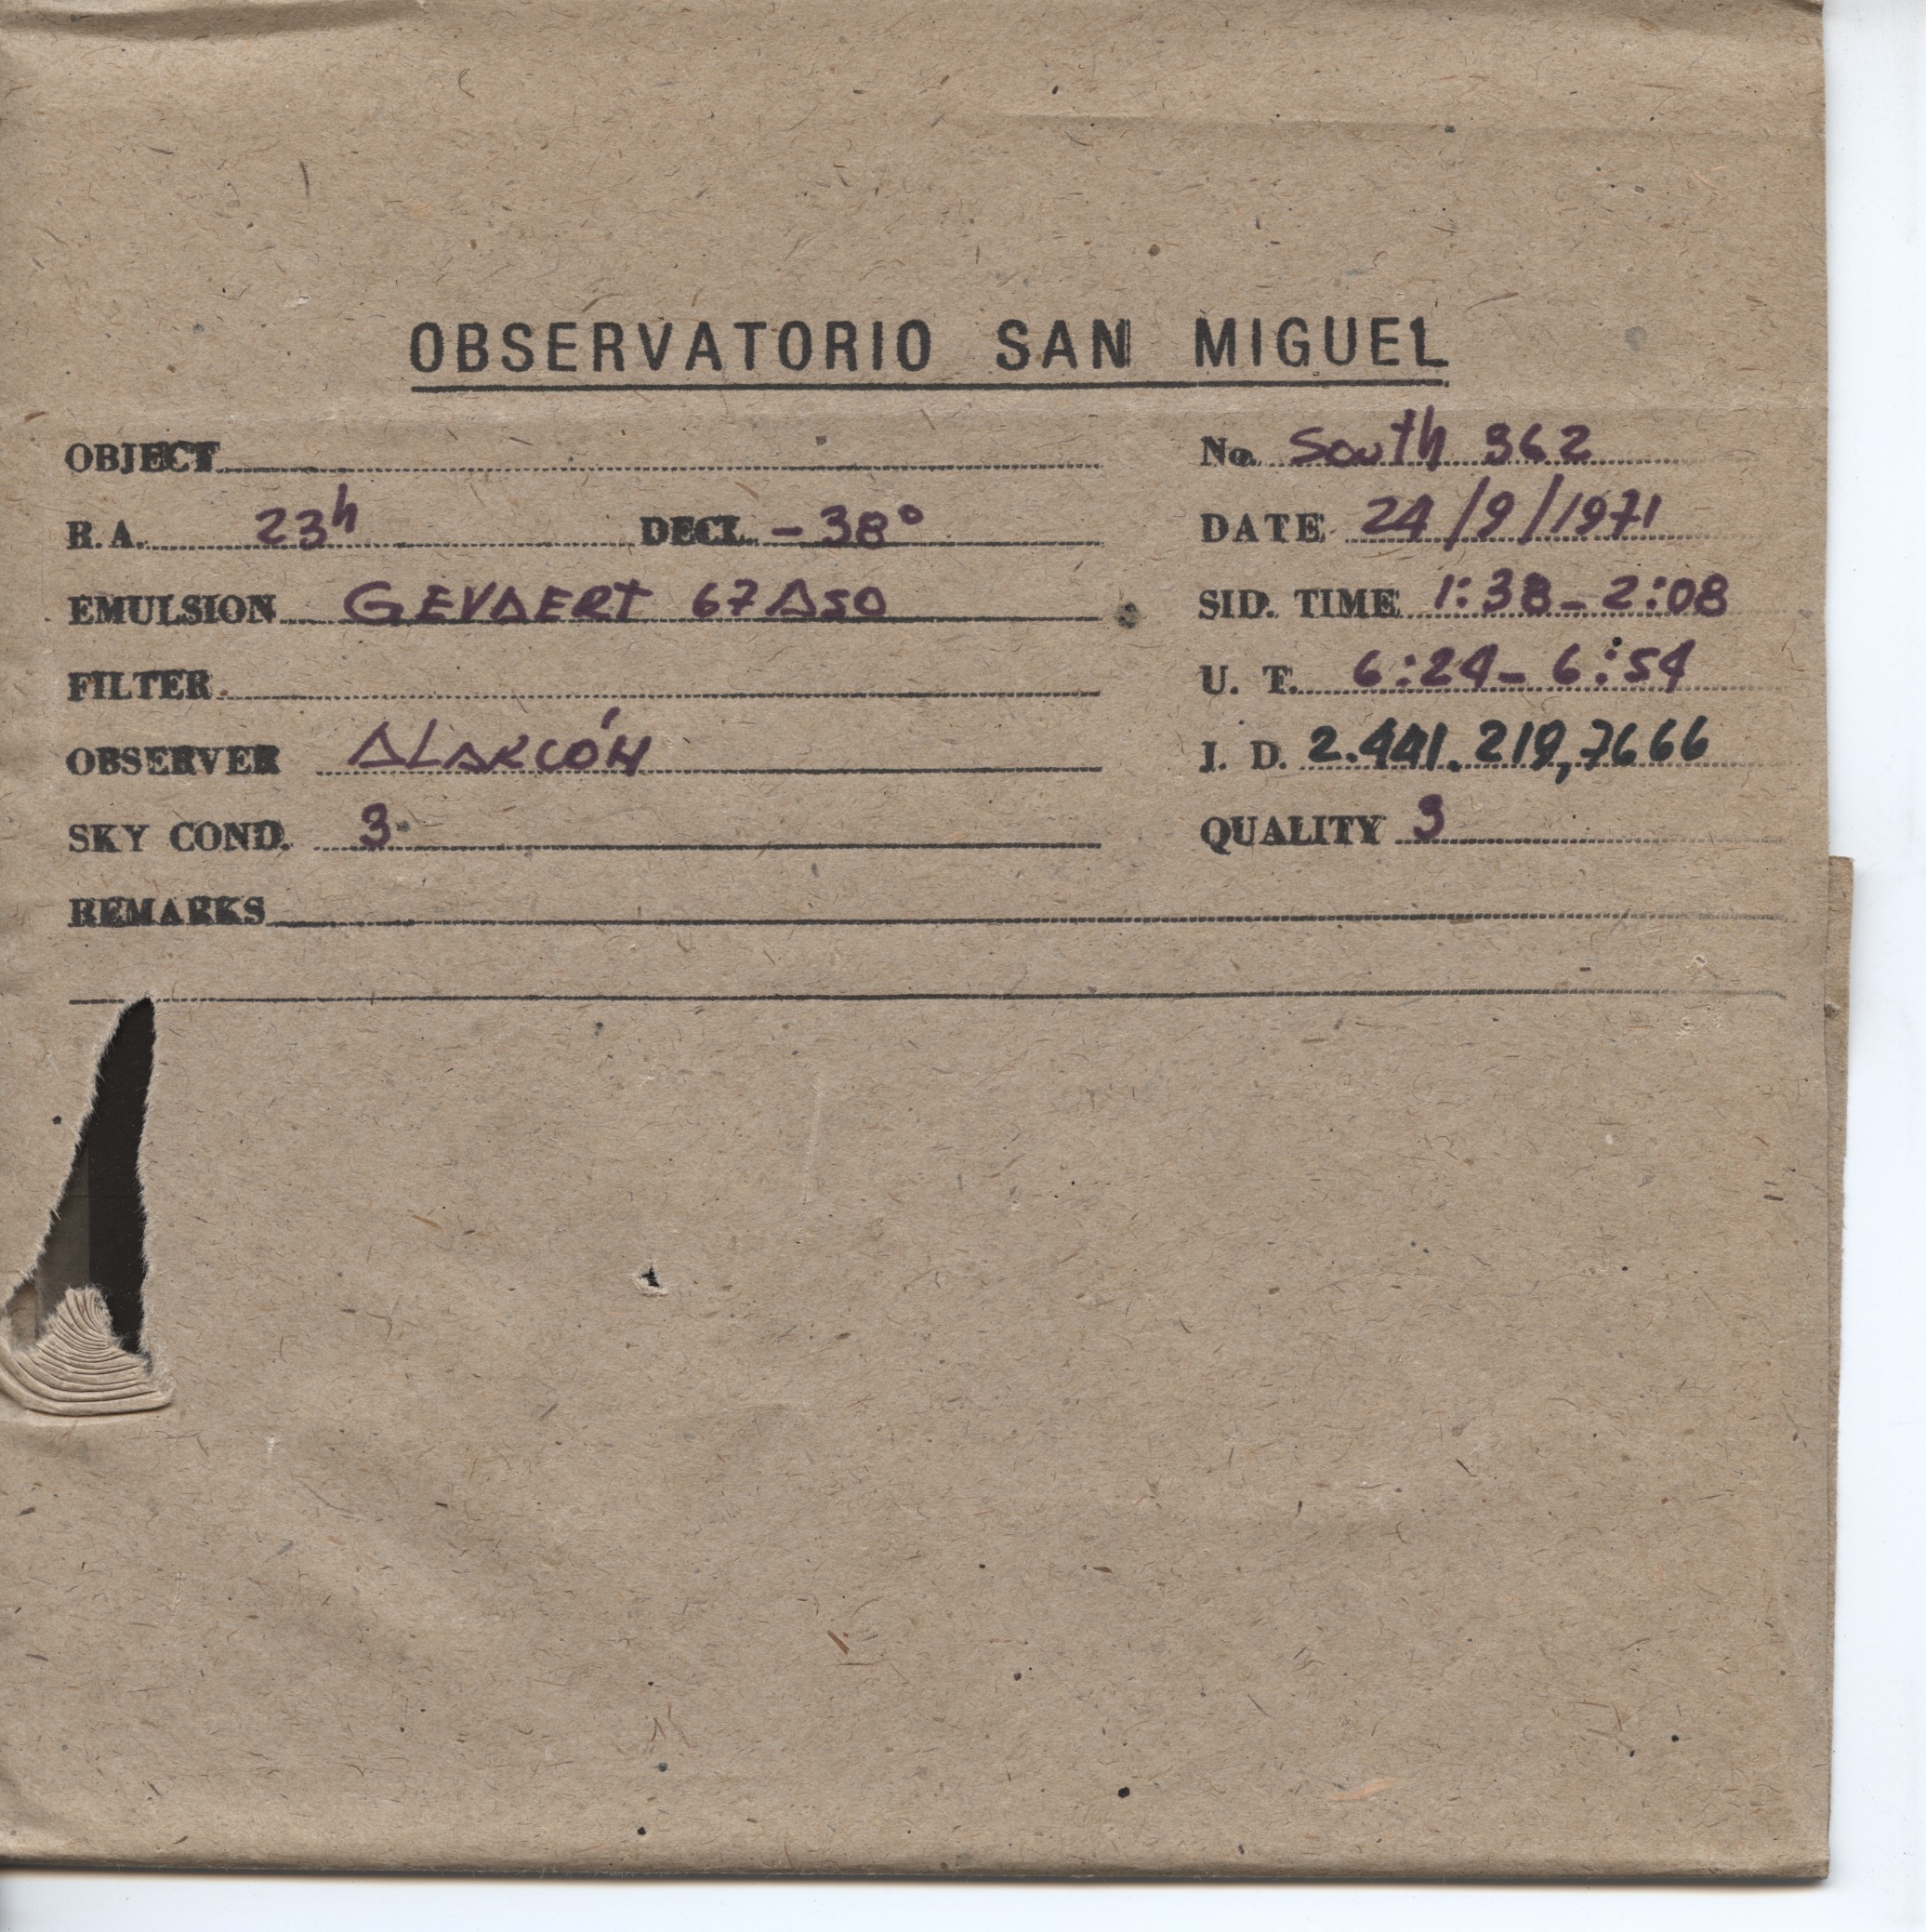 OBSERVATORIO SAN MIGUEL
OBJECT No. South 362
R.A. 23h DECL. -38° DATE 24/9/1971
EMULSION GEVAERT 67A50 SID. TIME 1:38-2:08
FILTER U. T. 6:24-6:54
OBSERVER ALARCÓN J. D. 2.441.219,7666
SKY COND. 3 QUALITY 3
REMARKS